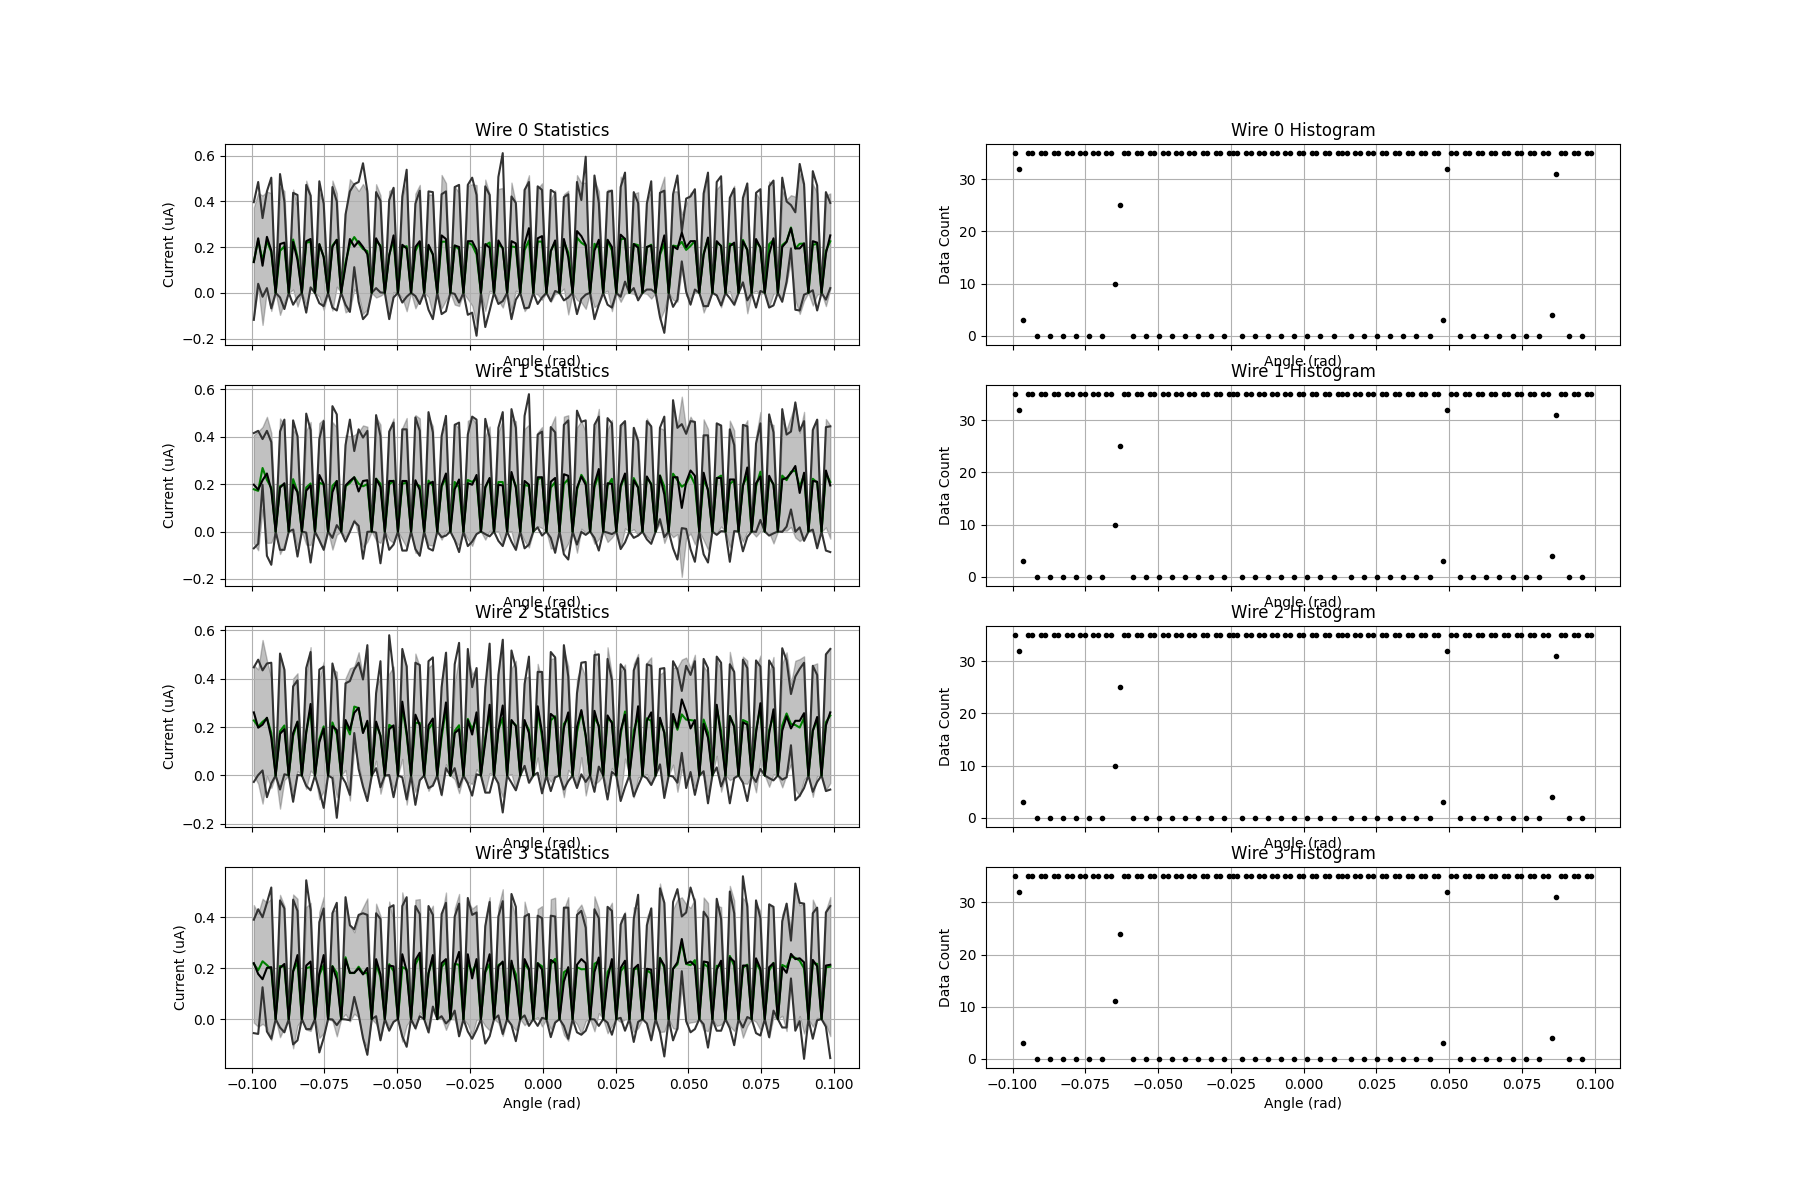 Wire 0 Statistics
Current (uA)
0.6
0.4
0.2
0.0
−0.2
Angle (rad)
Wire 0 Histogram
Data Count
30
20
10
0
Angle (rad)
Wire 1 Statistics
Current (uA)
0.6
0.4
0.2
0.0
−0.2
Angle (rad)
Wire 1 Histogram
Data Count
30
20
10
0
Angle (rad)
Wire 2 Statistics
Current (uA)
0.6
0.4
0.2
0.0
−0.2
Angle (rad)
Wire 2 Histogram
Data Count
30
20
10
0
Angle (rad)
Wire 3 Statistics
Current (uA)
0.4
0.2
0.0
−0.100 −0.075 −0.050 −0.025 0.000 0.025 0.050 0.075 0.100
Angle (rad)
Wire 3 Histogram
Data Count
30
20
10
0
−0.100 −0.075 −0.050 −0.025 0.000 0.025 0.050 0.075 0.100
Angle (rad)